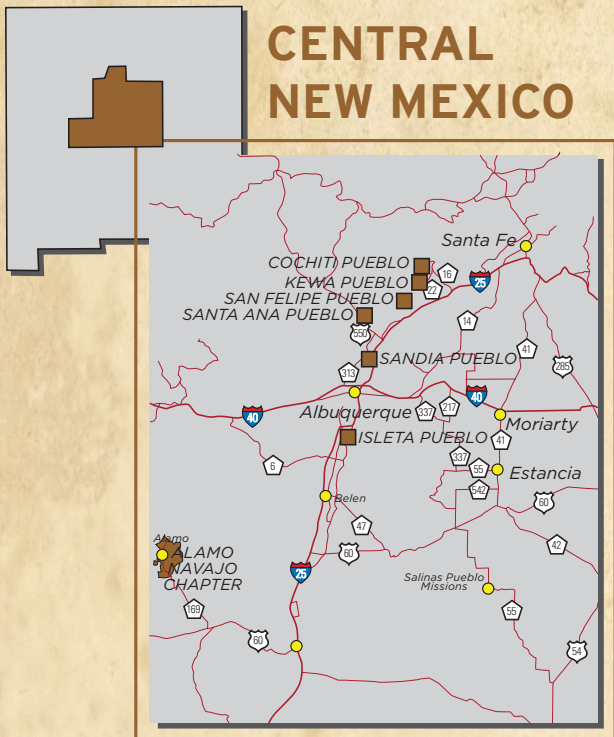 CENTRAL
NEW MEXICO
Santa Fe
COCHITI PUEBLO
16
KEWA PUEBLO
25
22
SAN FELIPE PUEBLO
SANTA ANA PUEBLO
14
550
41
SANDIA PUEBLO
285
313
40
Albuquerque
337
217
40
Moriarty
ISLETA PUEBLO
41
337
6
55
Estancia
542
Belen
60
47
Alamo
60
42
ALAMO
NAVAJO
CHAPTER
25
Salinas Pueblo
Missions
169
55
60
54